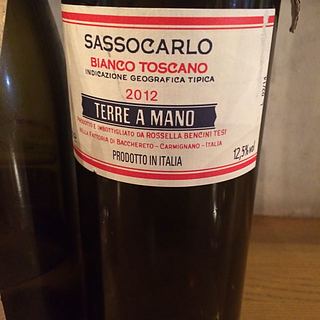 SASSOCARLO
BIANCO TOSCANO
INDICAZIONE GEOGRAFICA TIPICA
2012
TERRE A MANO
PRODOTTO E IMBOTTIGLIATO DA ROSSELLA BENCINI TESI
NELLA FATTORIA DI BACCHERETO - CARMIGNANO - ITALIA
PRODOTTO IN ITALIA
12,5% vol